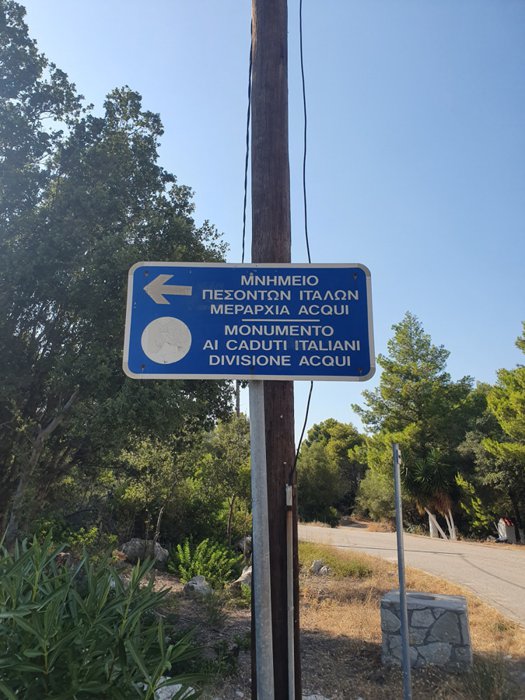 ΜΝΗΜΕΙΟ
ΠΕΣΟΝΤΩΝ ΙΤΑΛΩΝ
ΜΕΡΑΡΧΙΑ ACQUI
MONUMENTO
AI CADUTI ITALIANI
DIVISIONE ACQUI